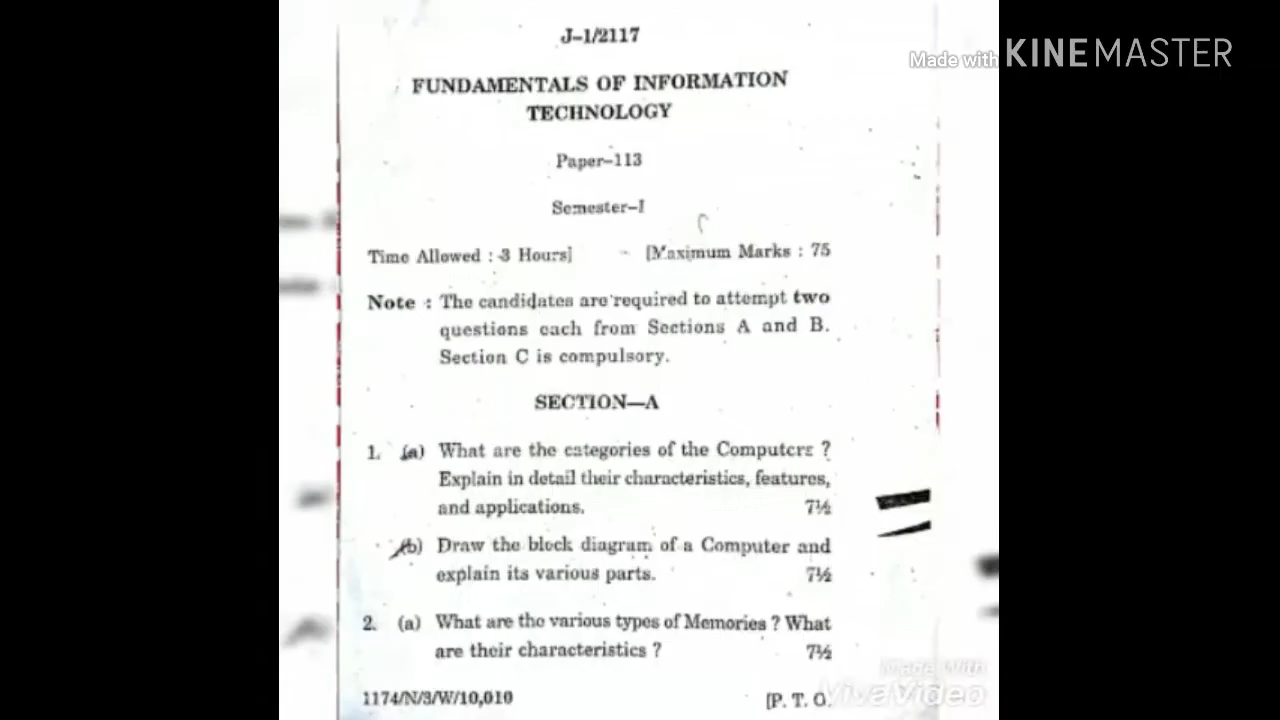 J-1/2117
Made with KINEMASTER
FUNDAMENTALS OF INFORMATION
TECHNOLOGY
Paper-113
Semester-I
Time Allowed : 3 Hours] [Maximum Marks : 75
Note : The candidates are required to attempt two
questions each from Sections A and B.
Section C is compulsory.
SECTION—A
1. (a) What are the categories of the Computers ?
Explain in detail their characteristics, features,
and applications. 7½
(b) Draw the block diagram of a Computer and
explain its various parts. 7½
2. (a) What are the various types of Memories ? What
are their characteristics ? 7½
Made With
VivaVideo
1174/N/3/W/10,010 [P. T. O.